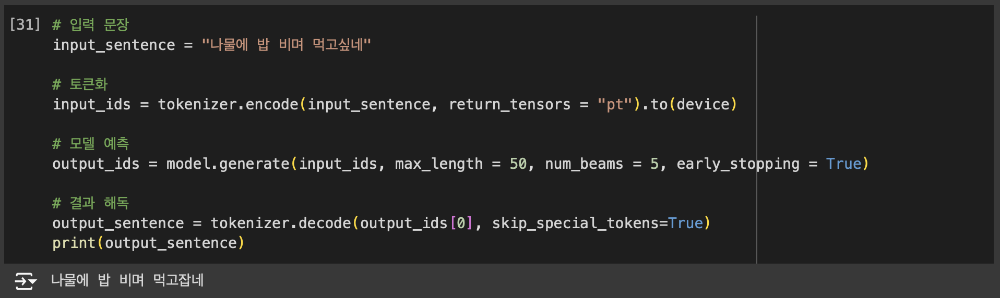 [31] # 입력 문장
input_sentence = "나물에 밥 비며 먹고싶네"
# 토큰화
input_ids = tokenizer.encode(input_sentence, return_tensors = "pt").to(device)
# 모델 예측
output_ids = model.generate(input_ids, max_length = 50, num_beams = 5, early_stopping = True)
# 결과 해독
output_sentence = tokenizer.decode(output_ids[0], skip_special_tokens=True)
print(output_sentence)
나물에 밥 비며 먹고잡네